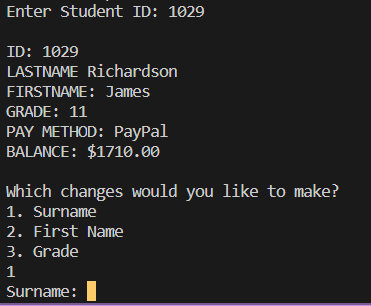 Enter Student ID: 1029
ID: 1029
LASTNAME Richardson
FIRSTNAME: James
GRADE: 11
PAY METHOD: PayPal
BALANCE: $1710.00
Which changes would you like to make?
1. Surname
2. First Name
3. Grade
1
Surname: